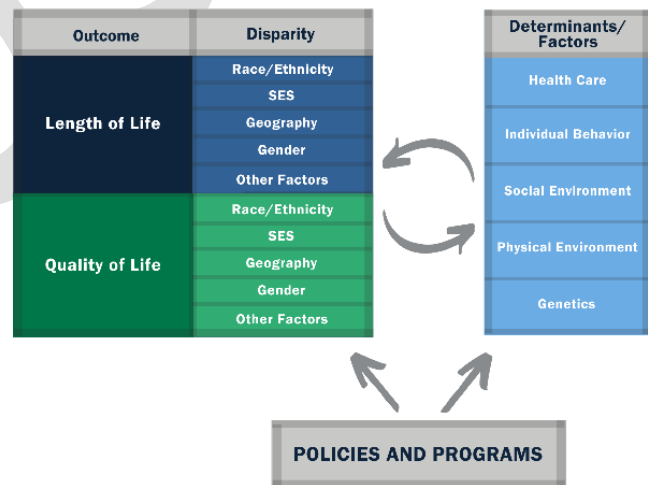 Outcome
Disparity
Length of Life
Race/Ethnicity
SES
Geography
Gender
Other Factors
Quality of Life
Race/Ethnicity
SES
Geography
Gender
Other Factors
Determinants/
Factors
Health Care
Individual Behavior
Social Environment
Physical Environment
Genetics
POLICIES AND PROGRAMS